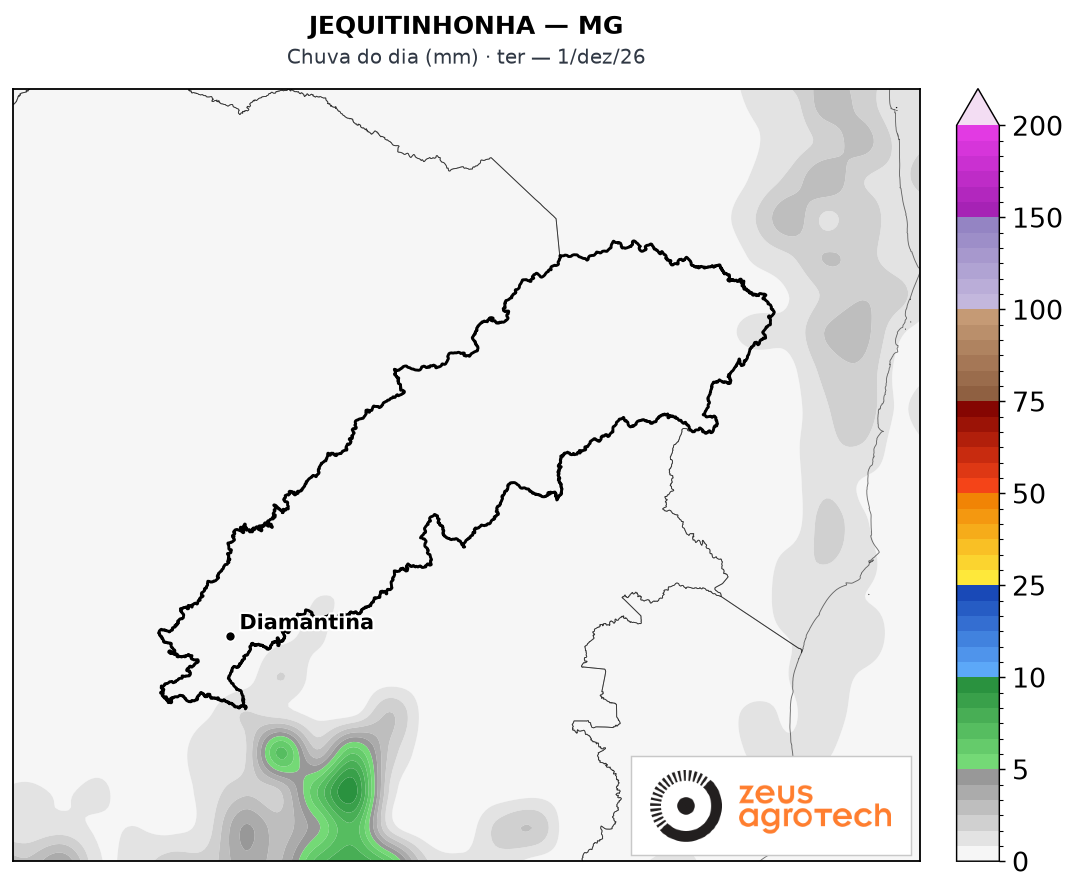 JEQUITINHONHA — MG
Chuva do dia (mm) · ter — 1/dez/26
200
150
100
75
50
25
10
5
0
Diamantina
zeus
agrotech